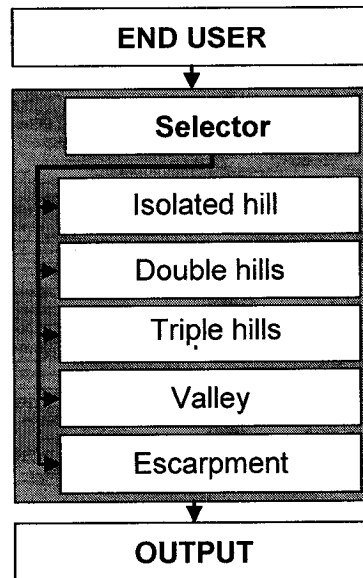 END USER
Selector
Isolated hill
Double hills
Triple hills
Valley
Escarpment
OUTPUT